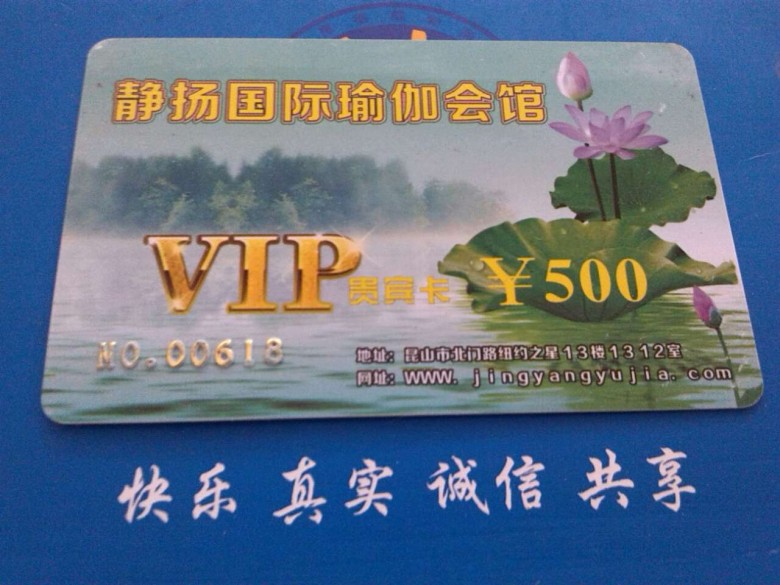 静扬国际瑜伽会馆
VIP贵宾卡 ￥500
NO.00618
地址：昆山市北门路纽约之星13楼1312室
网址：WWW. jingyangyujia. com
快乐 真实 诚信 共享